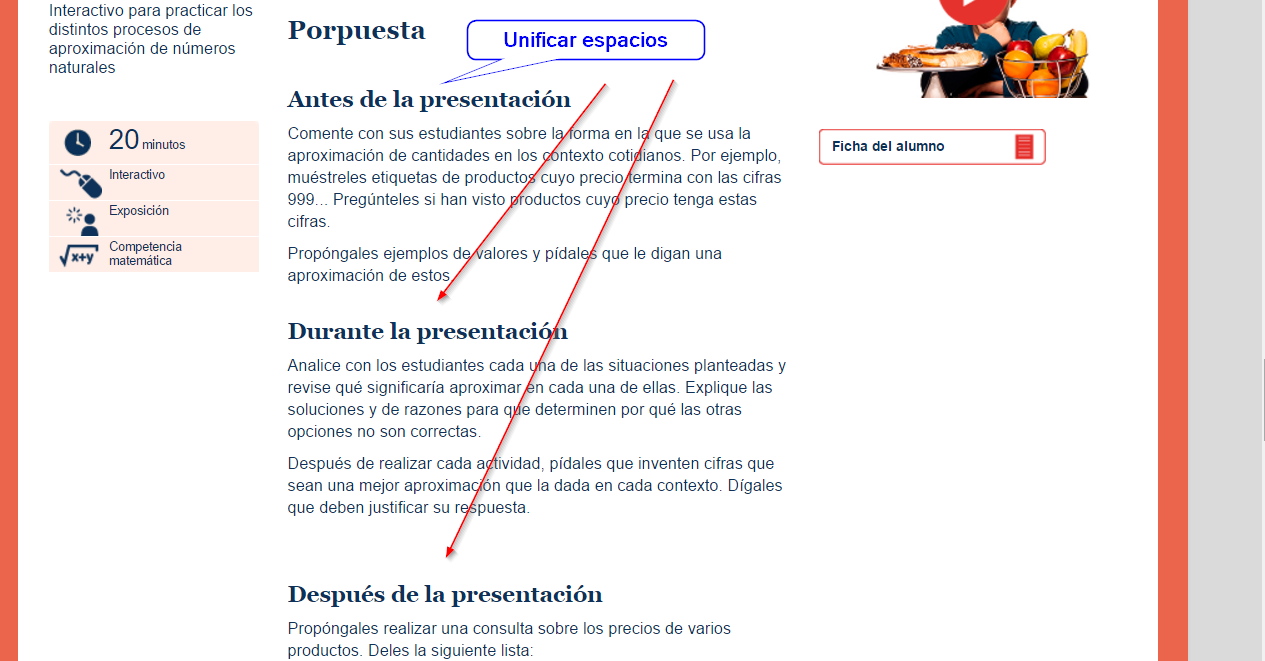 Interactivo para practicar los
distintos procesos de
aproximación de números
naturales
20 minutos
Interactivo
Exposición
Competencia
matemática
Porpuesta
Unificar espacios
Antes de la presentación
Comente con sus estudiantes sobre la forma en la que se usa la
aproximación de cantidades en los contexto cotidianos. Por ejemplo,
muéstreles etiquetas de productos cuyo precio termina con las cifras
999... Pregúnteles si han visto productos cuyo precio tenga estas
cifras.
Propóngales ejemplos de valores y pídales que le digan una
aproximación de estos.
Durante la presentación
Analice con los estudiantes cada una de las situaciones planteadas y
revise qué significaría aproximar en cada una de ellas. Explique las
soluciones y de razones para que determinen por qué las otras
opciones no son correctas.
Después de realizar cada actividad, pídales que inventen cifras que
sean una mejor aproximación que la dada en cada contexto. Dígales
que deben justificar su respuesta.
Después de la presentación
Propóngales realizar una consulta sobre los precios de varios
productos. Deles la siguiente lista:
Ficha del alumno
√x+y